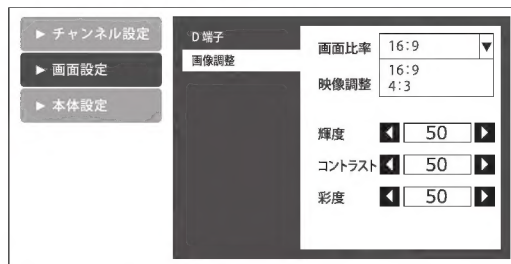 ▶ チャンネル設定
▶ 画面設定
▶ 本体設定
D 端子
画像調整
画面比率 16:9 ▼
16:9
映像調整 4:3
輝度 ◀ 50 ▶
コントラスト ◀ 50 ▶
彩度 ◀ 50 ▶